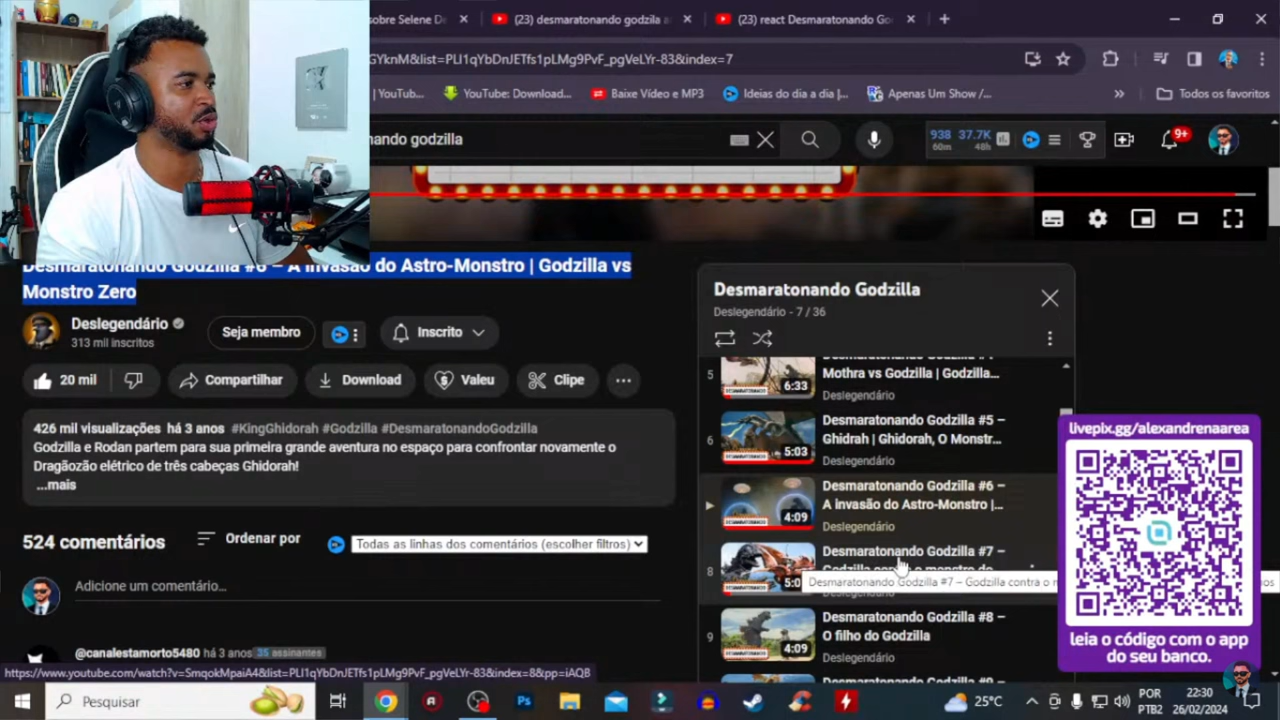 sobre Selene De
(23) desmaratonando godzila a
(23) react Desmaratonando Go
GYknM&list=PLl1qYbDnJETfs1pLMg9PvF_pgVeLYr-83&index=7
| YouTub...
YouTube: Download...
Baixe Vídeo e MP3
Ideias do dia a dia |...
Apenas Um Show /...
Todos os favoritos
nando godzilla
938 37.7K
60m 48h
9+
Desmaratonando Godzilla #6 – A invasão do Astro-Monstro | Godzilla vs
Monstro Zero
Deslegendário
313 mil inscritos
Seja membro
Inscrito
20 mil
Compartilhar
Download
Valeu
Clipe
426 mil visualizações há 3 anos #KingGhidorah #Godzilla #DesmaratonandoGodzilla
Godzilla e Rodan partem para sua primeira grande aventura no espaço para confrontar novamente o
Dragãozão elétrico de três cabeças Ghidorah!
...mais
524 comentários
Ordenar por
Todas as linhas dos comentários (escolher filtros)
Adicione um comentário...
@canalestamorto5480 há 3 anos 35 assinantes
https://www.youtube.com/watch?v=SmqokMpaiA4&list=PLl1qYbDnJETfs1pLMg9PvF_pgVeLYr-83&index=8&pp=iAQB
Desmaratonando Godzilla
Deslegendário - 7 / 36
5
6:33
Mothra vs Godzilla | Godzilla...
Deslegendário
6
5:03
Desmaratonando Godzilla #5 –
Ghidrah | Ghidorah, O Monstr...
Deslegendário
4:09
Desmaratonando Godzilla #6 –
A invasão do Astro-Monstro |...
Deslegendário
8
Desmaratonando Godzilla #7 –
Desmaratonando Godzilla #7 – Godzilla contra o m
9
4:09
Desmaratonando Godzilla #8 –
O filho do Godzilla
Deslegendário
livepix.gg/alexandrenaarea
leia o código com o app
do seu banco.
Pesquisar
25°C
POR
PTB2
22:30
26/02/2024